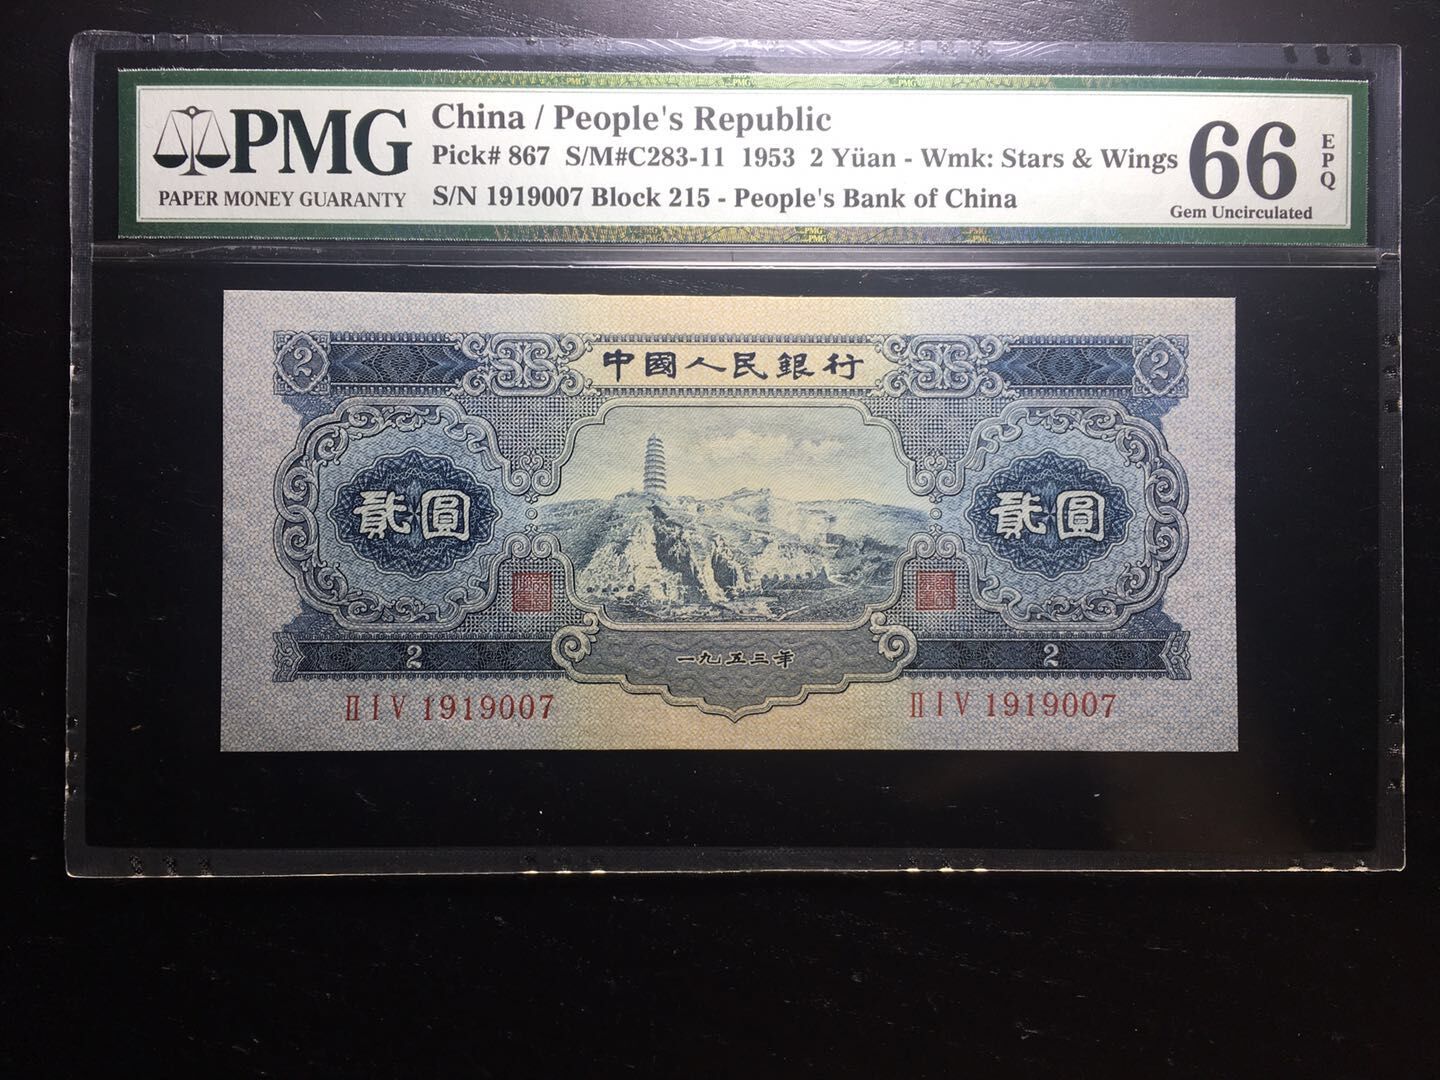 PMG
PAPER MONEY GUARANTY
China / People's Republic
Pick# 867 S/M#C283-11 1953 2 Yüan - Wmk: Stars & Wings
S/N 1919007 Block 215 - People's Bank of China
66
EPQ
Gem Uncirculated
2 中國人民銀行 2
貳圓 貳圓
一九五三年
2 2
II I V 1919007 II I V 1919007